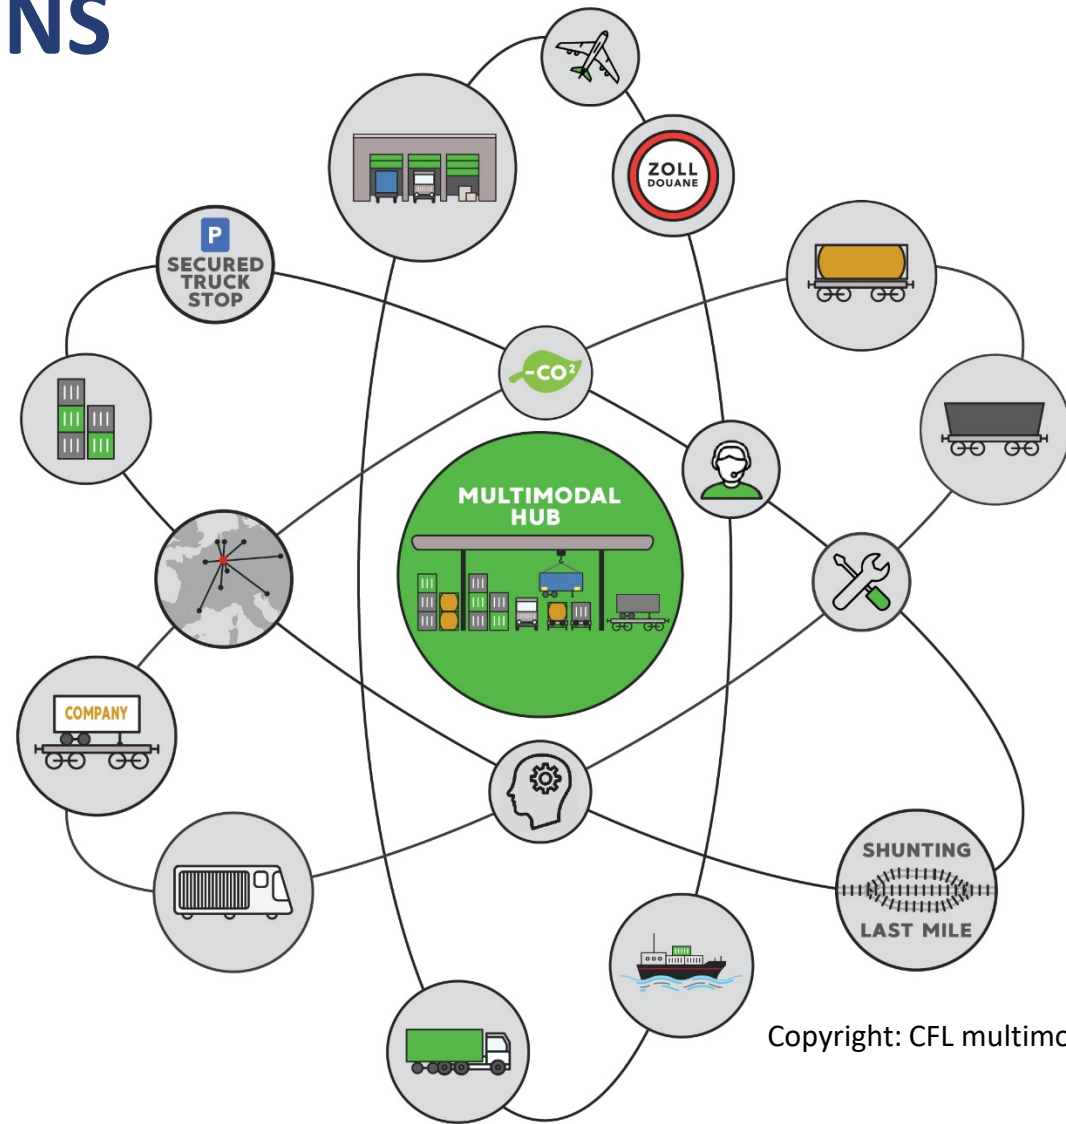 NS
ZOLL
DOUANE
P
SECURED
TRUCK
STOP
-CO²
MULTIMODAL
HUB
COMPANY
SHUNTING
LAST MILE
Copyright: CFL multimo